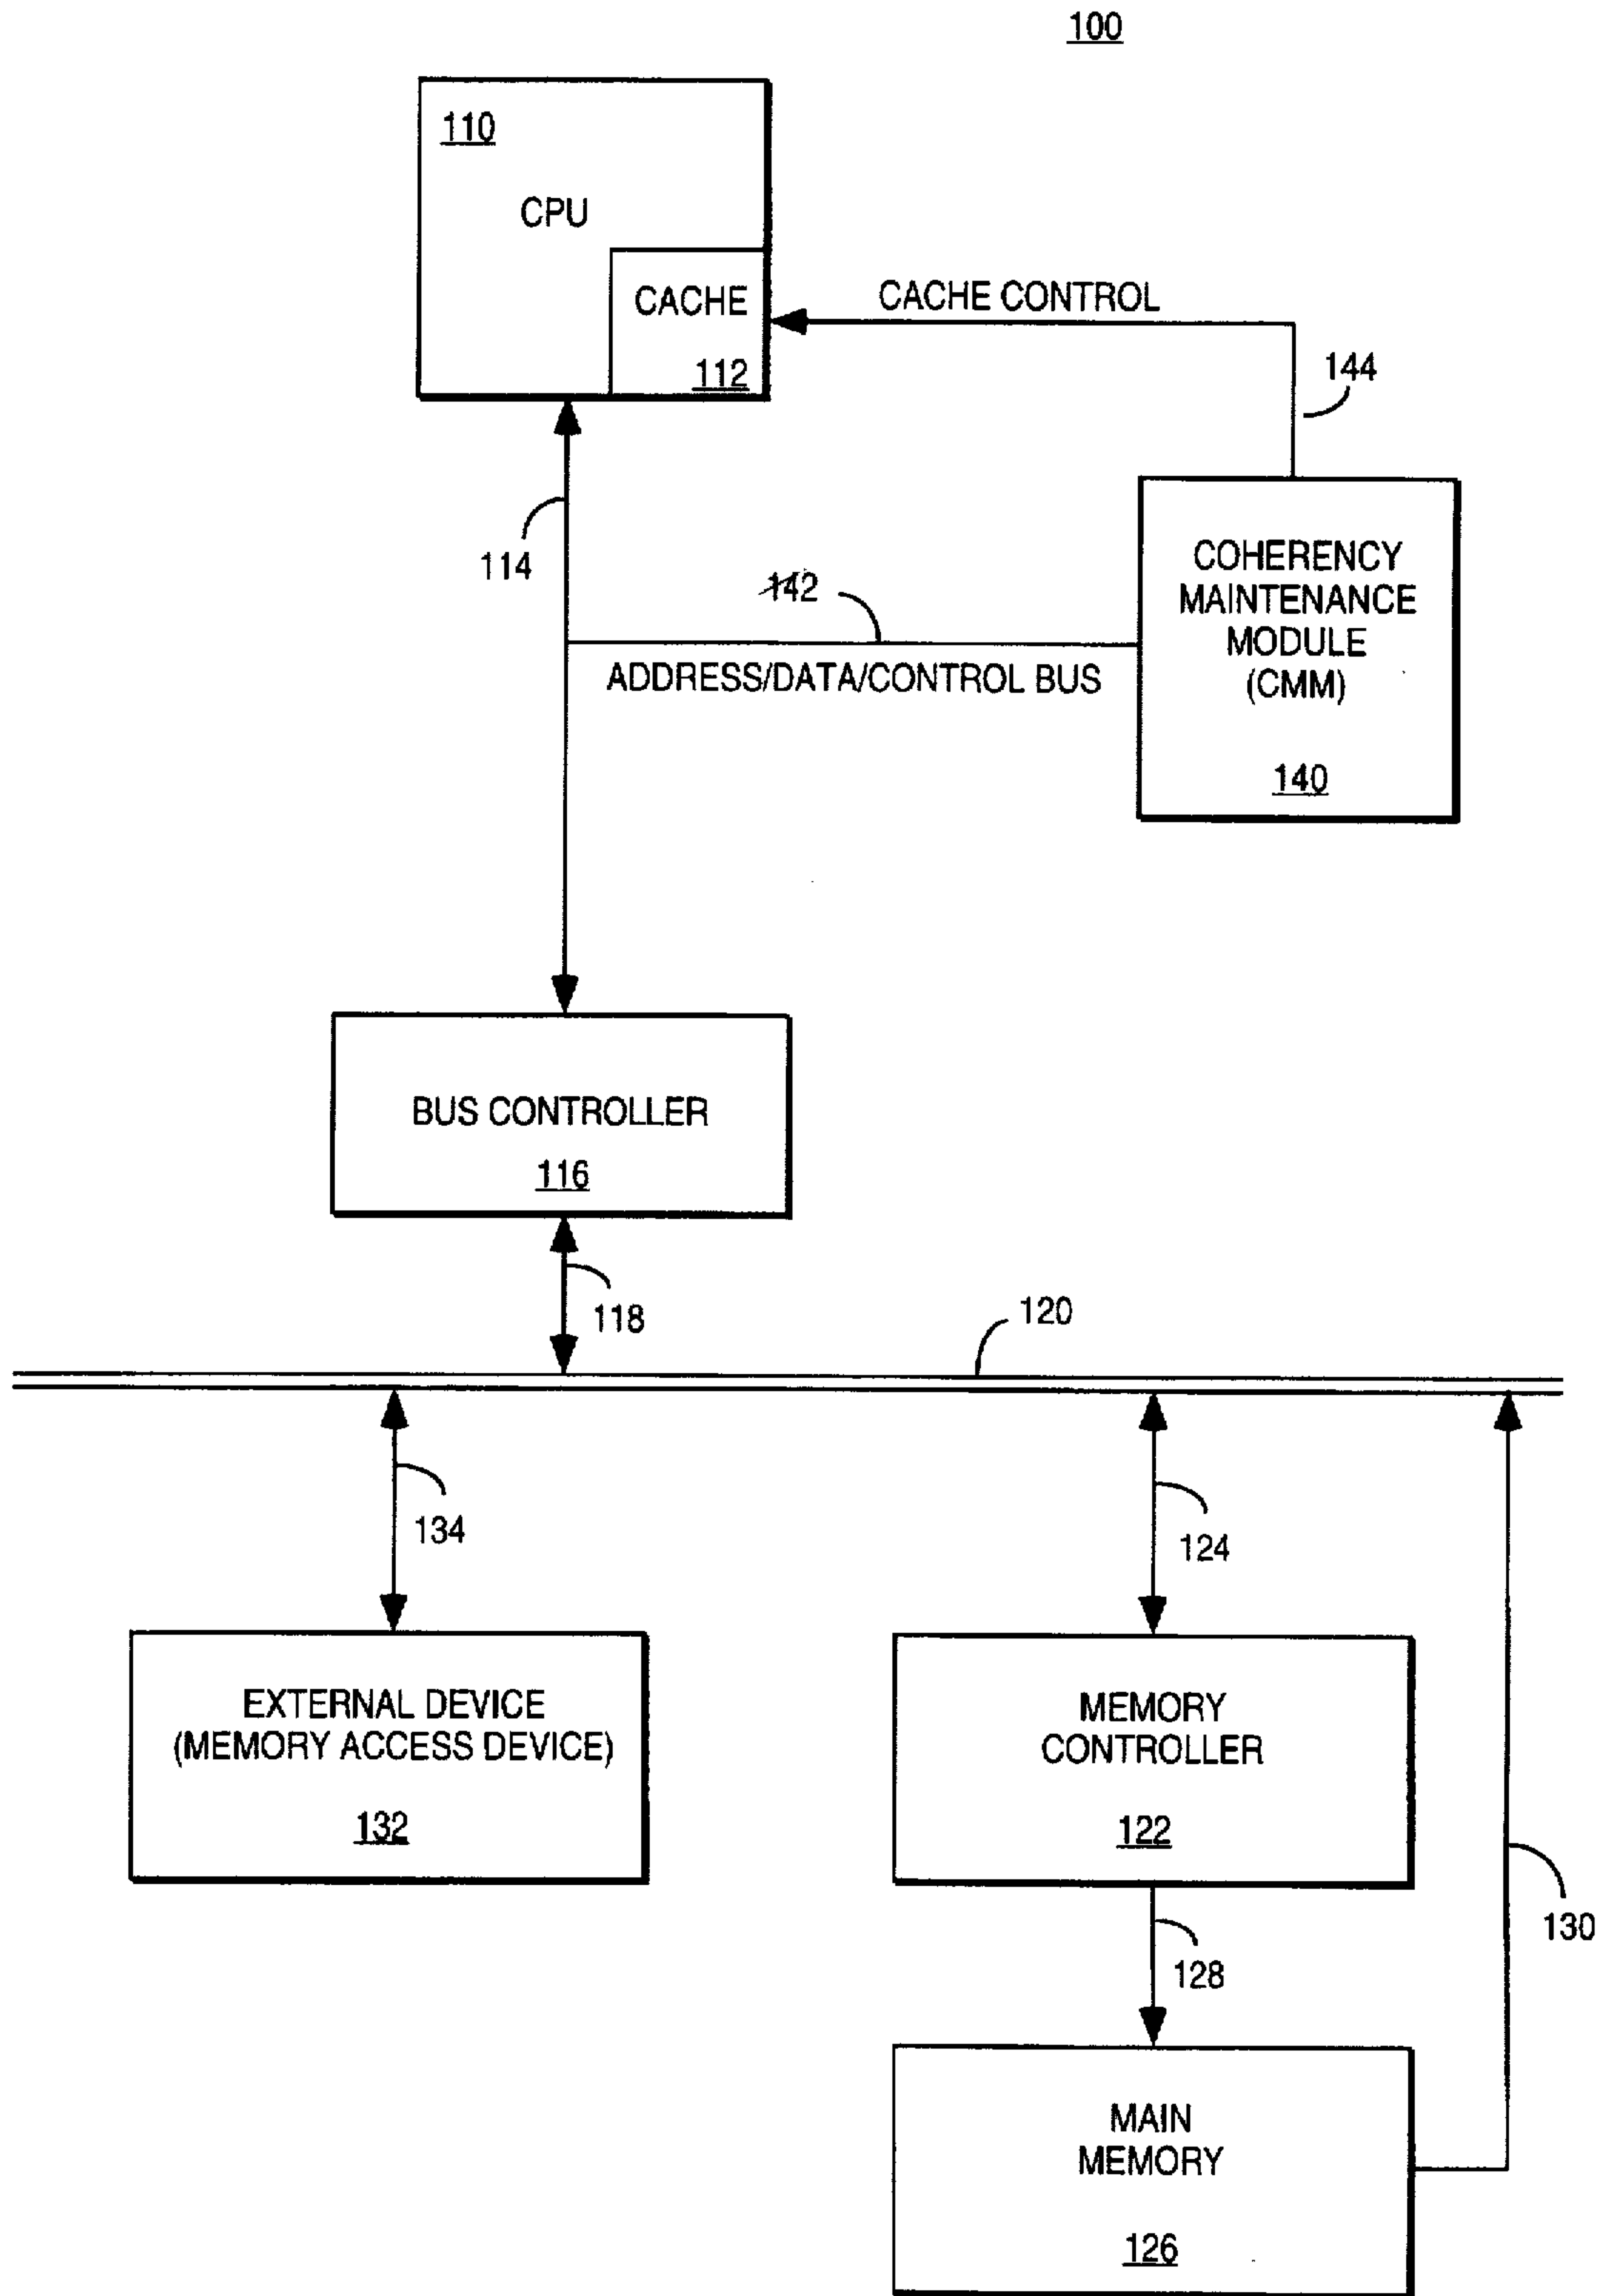 100
110
CPU
CACHE
112
CACHE CONTROL
144
114
142
ADDRESS/DATA/CONTROL BUS
COHERENCY
MAINTENANCE
MODULE
(CMM)
140
BUS CONTROLLER
116
118
120
134
124
EXTERNAL DEVICE
(MEMORY ACCESS DEVICE)
132
MEMORY
CONTROLLER
122
130
128
MAIN
MEMORY
126